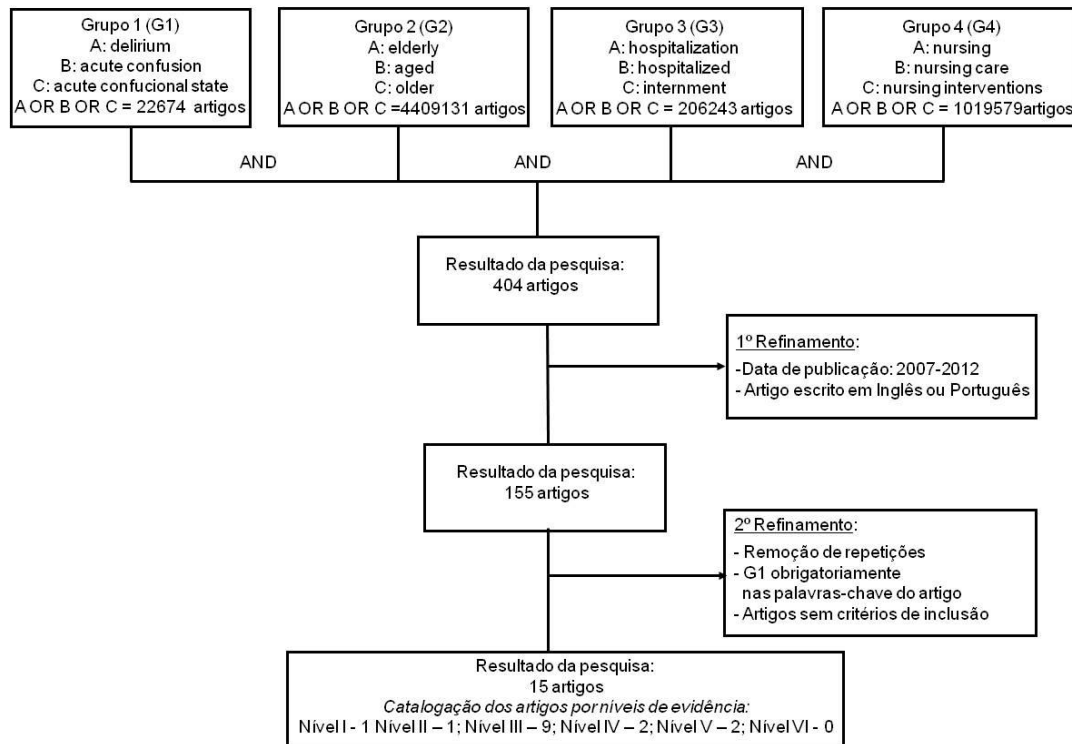 Grupo 1 (G1)
A: delirium
B: acute confusion
C: acute confucional state
A OR B OR C = 22674 artigos
Grupo 2 (G2)
A: elderly
B: aged
C: older
A OR B OR C =4409131 artigos
Grupo 3 (G3)
A: hospitalization
B: hospitalized
C: internment
A OR B OR C = 206243 artigos
Grupo 4 (G4)
A: nursing
B: nursing care
C: nursing interventions
A OR B OR C = 1019579artigos
AND
AND
AND
Resultado da pesquisa:
404 artigos
1º Refinamento:
-Data de publicação: 2007-2012
- Artigo escrito em Inglês ou Português
Resultado da pesquisa:
155 artigos
2º Refinamento:
- Remoção de repetições
- G1 obrigatoriamente
nas palavras-chave do artigo
- Artigos sem critérios de inclusão
Resultado da pesquisa:
15 artigos
Catalogação dos artigos por níveis de evidência:
Nível I - 1 Nível II – 1; Nível III – 9; Nível IV – 2; Nível V – 2; Nível VI - 0